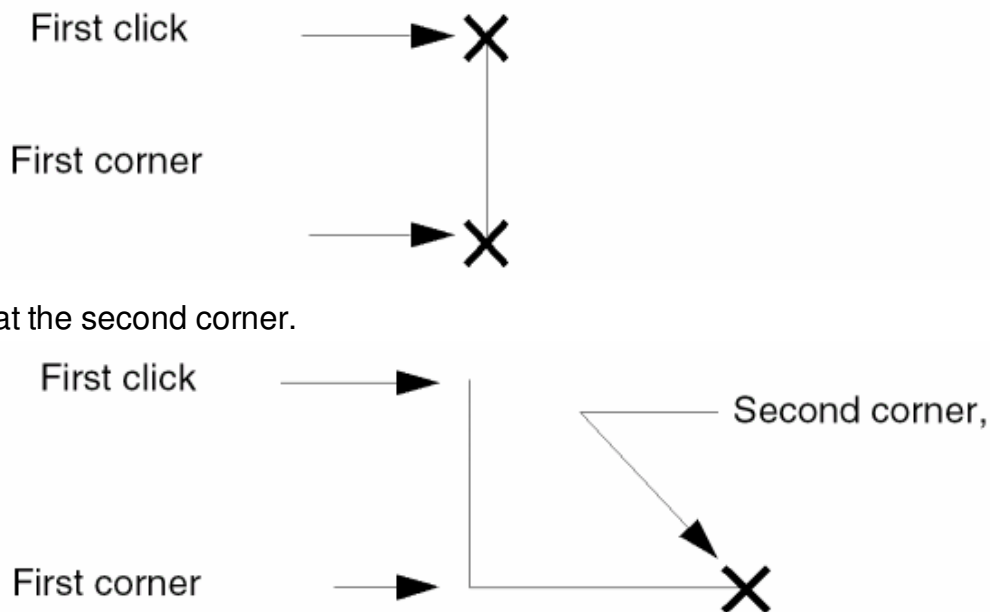 First click
First corner
at the second corner.
First click
Second corner,
First corner